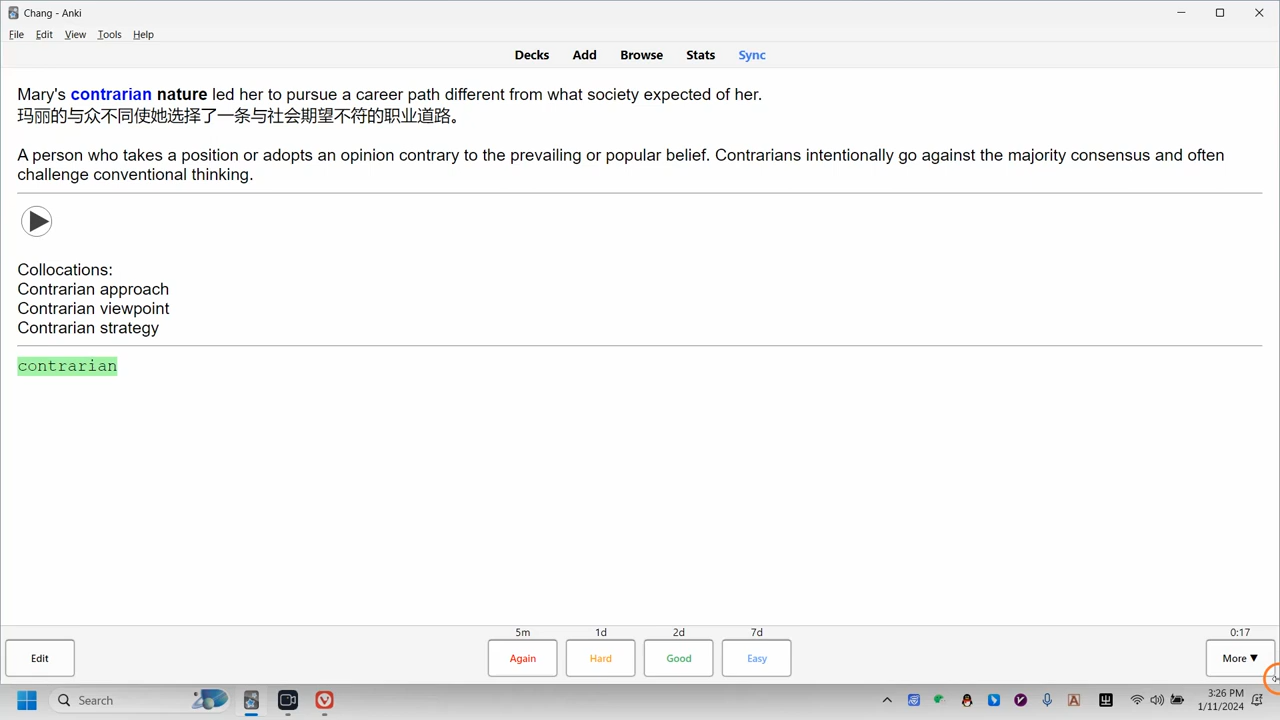 Chang - Anki
File Edit View Tools Help
Decks Add Browse Stats Sync
Mary's contrarian nature led her to pursue a career path different from what society expected of her.
玛丽的与众不同使她选择了一条与社会期望不符的职业道路。
A person who takes a position or adopts an opinion contrary to the prevailing or popular belief. Contrarians intentionally go against the majority consensus and often
challenge conventional thinking.
Collocations:
Contrarian approach
Contrarian viewpoint
Contrarian strategy
contrarian
5m 1d 2d 7d 0:17
Edit Again Hard Good Easy More ▼
Search 3:26 PM
1/11/2024